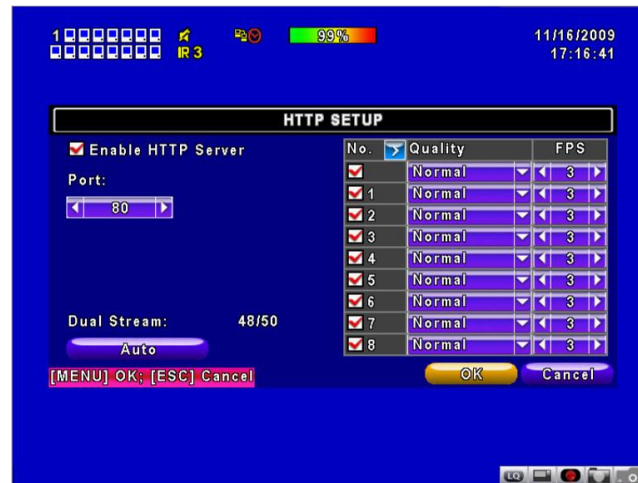 1 99% 11/16/2009
IR 3 17:16:41
HTTP SETUP
Enable HTTP Server
Port:
80
Dual Stream: 48/50
Auto
[MENU] OK; [ESC] Cancel
No. Quality FPS
Normal 3
1 Normal 3
2 Normal 3
3 Normal 3
4 Normal 3
5 Normal 3
6 Normal 3
7 Normal 3
8 Normal 3
OK Cancel
LQ